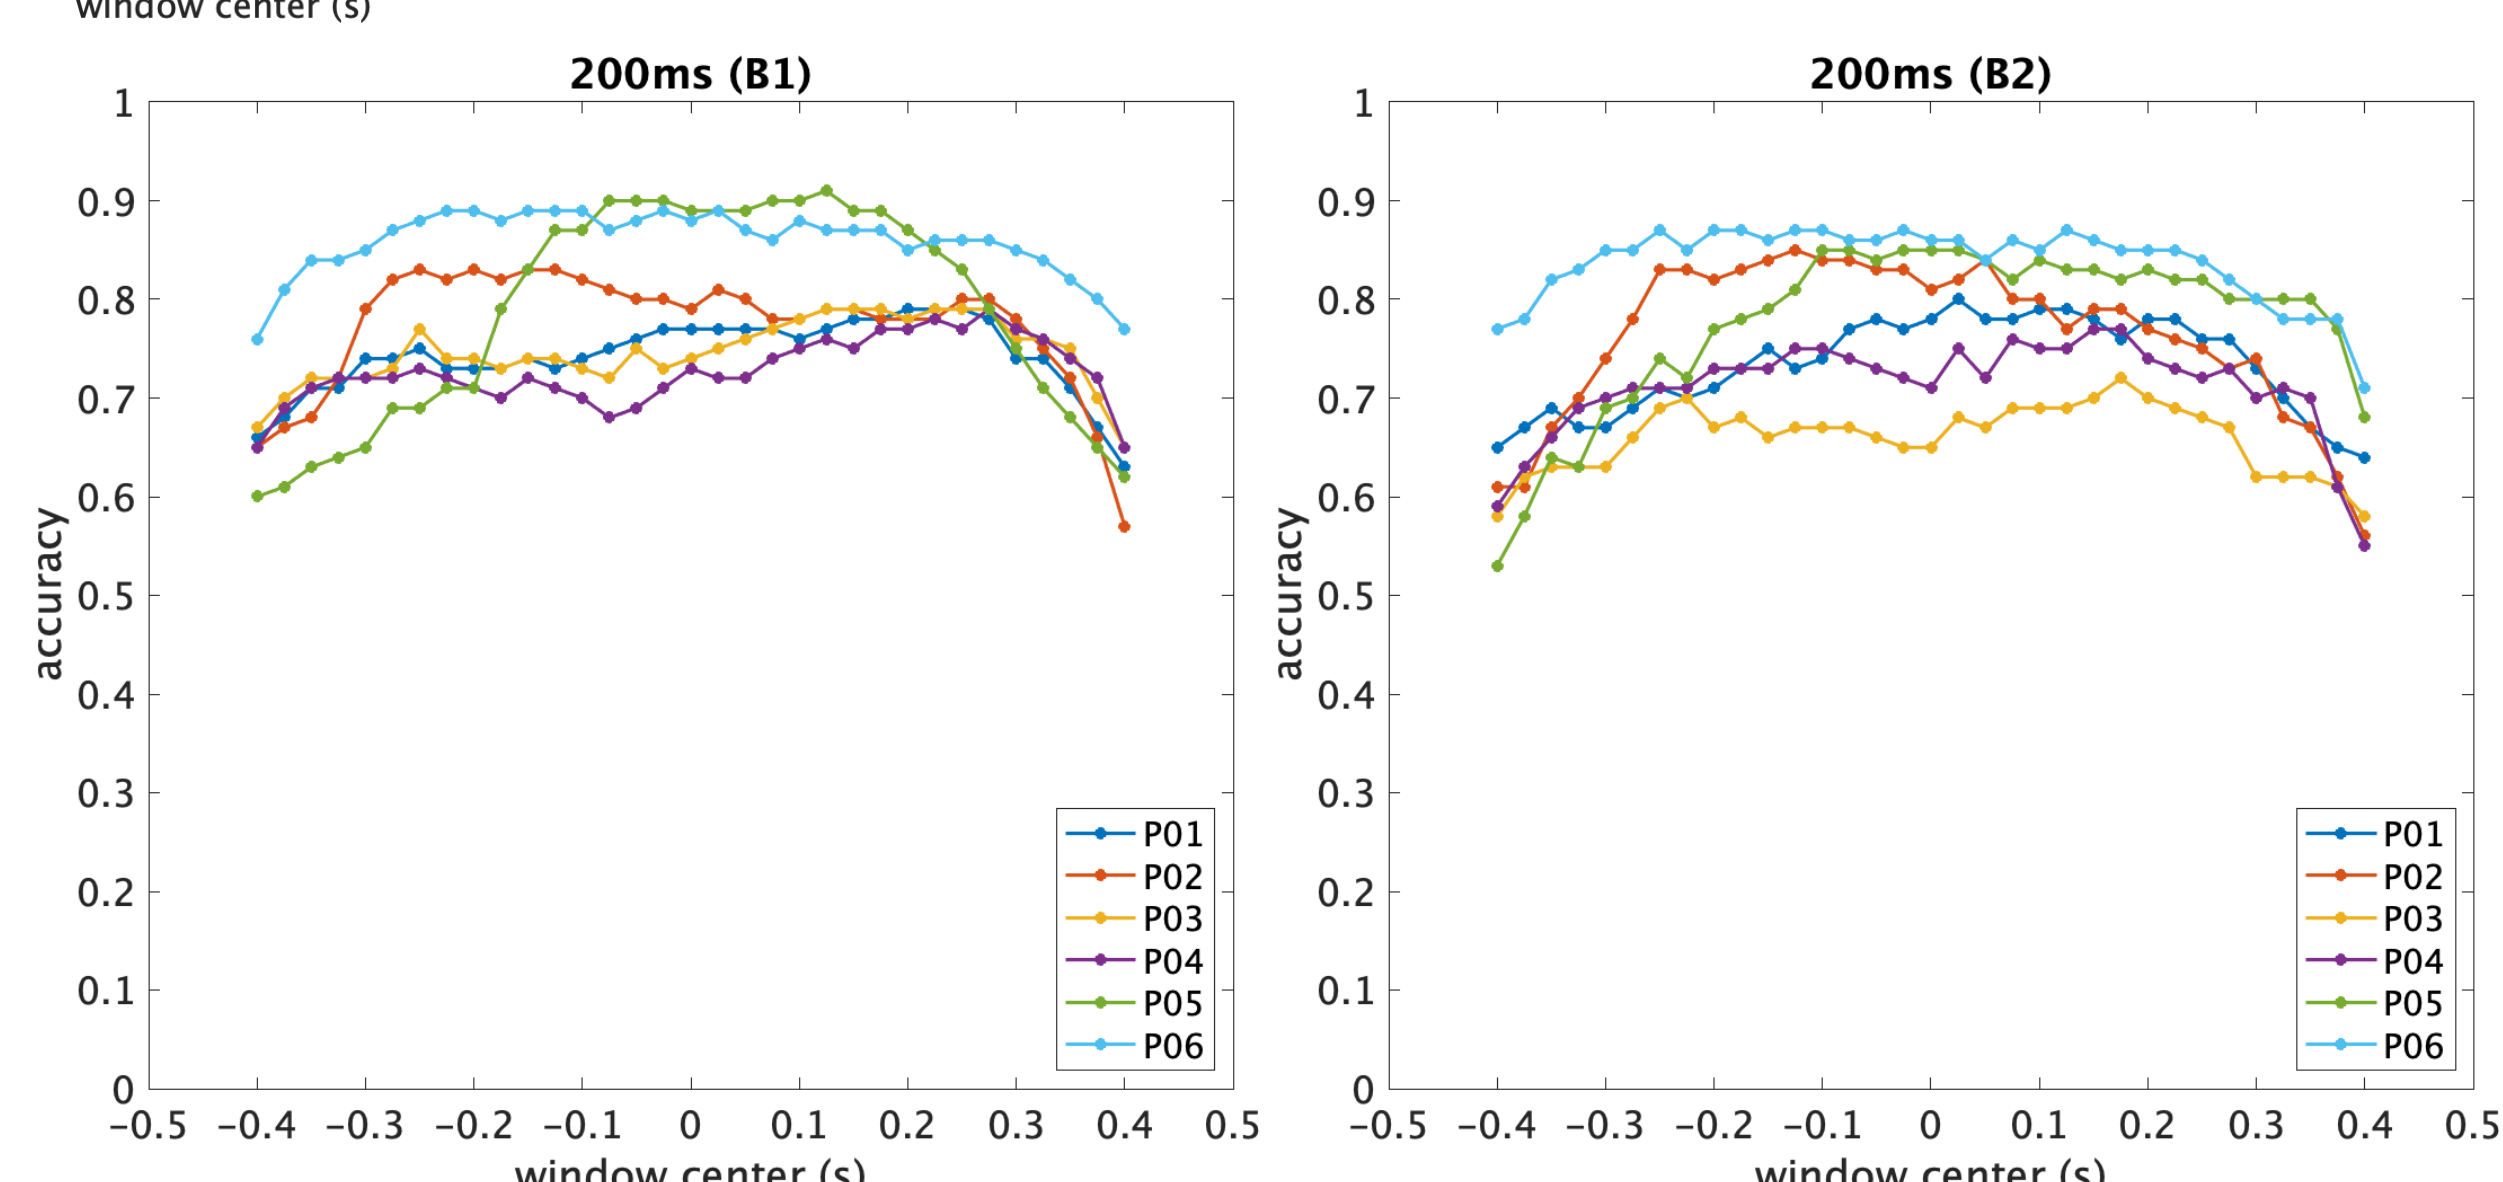 window center (s)
200ms (B1)
1
0.9
0.8
0.7
0.6
0.5
0.4
0.3
0.2
0.1
0
accuracy
-0.5 -0.4 -0.3 -0.2 -0.1 0 0.1 0.2 0.3 0.4 0.5
window center (s)
P01
P02
P03
P04
P05
P06
200ms (B2)
1
0.9
0.8
0.7
0.6
0.5
0.4
0.3
0.2
0.1
0
accuracy
-0.5 -0.4 -0.3 -0.2 -0.1 0 0.1 0.2 0.3 0.4 0.5
window center (s)
P01
P02
P03
P04
P05
P06